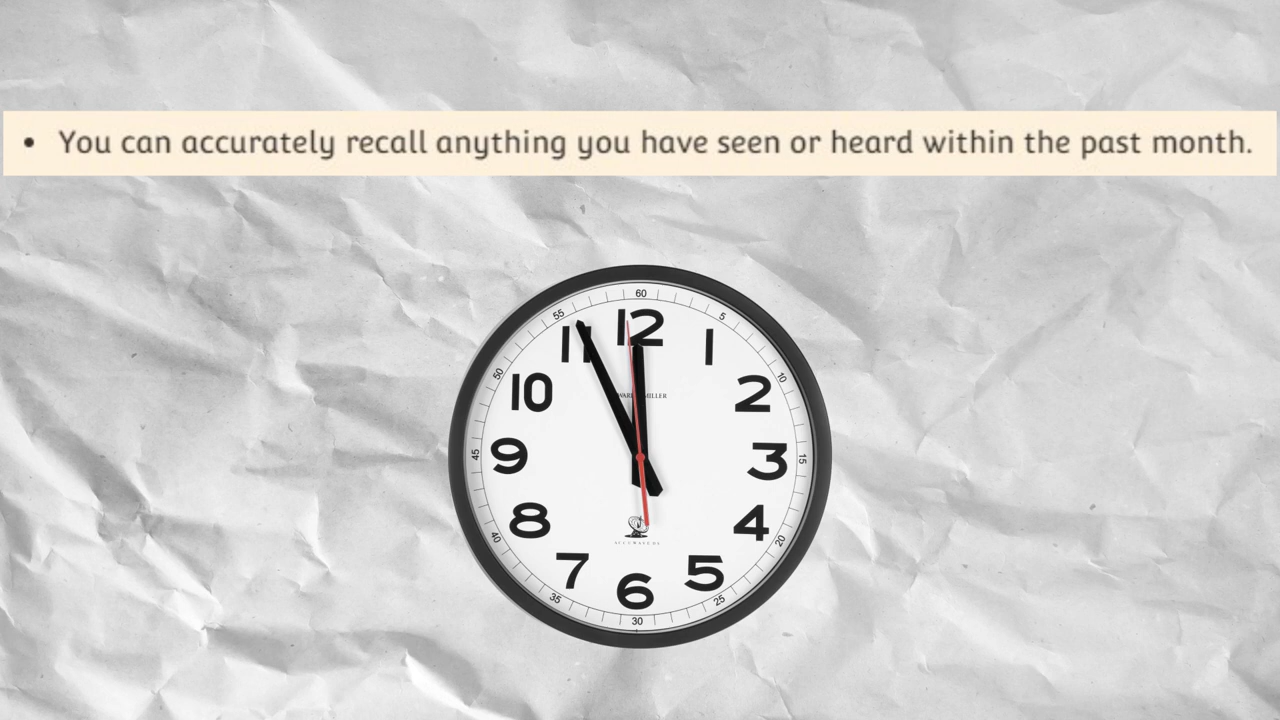 • You can accurately recall anything you have seen or heard within the past month.
60
55 5
11 12 1
50 10
10 2
MILLER
45 9 3 15
8 4
40 20
7 5
6
35 25
30